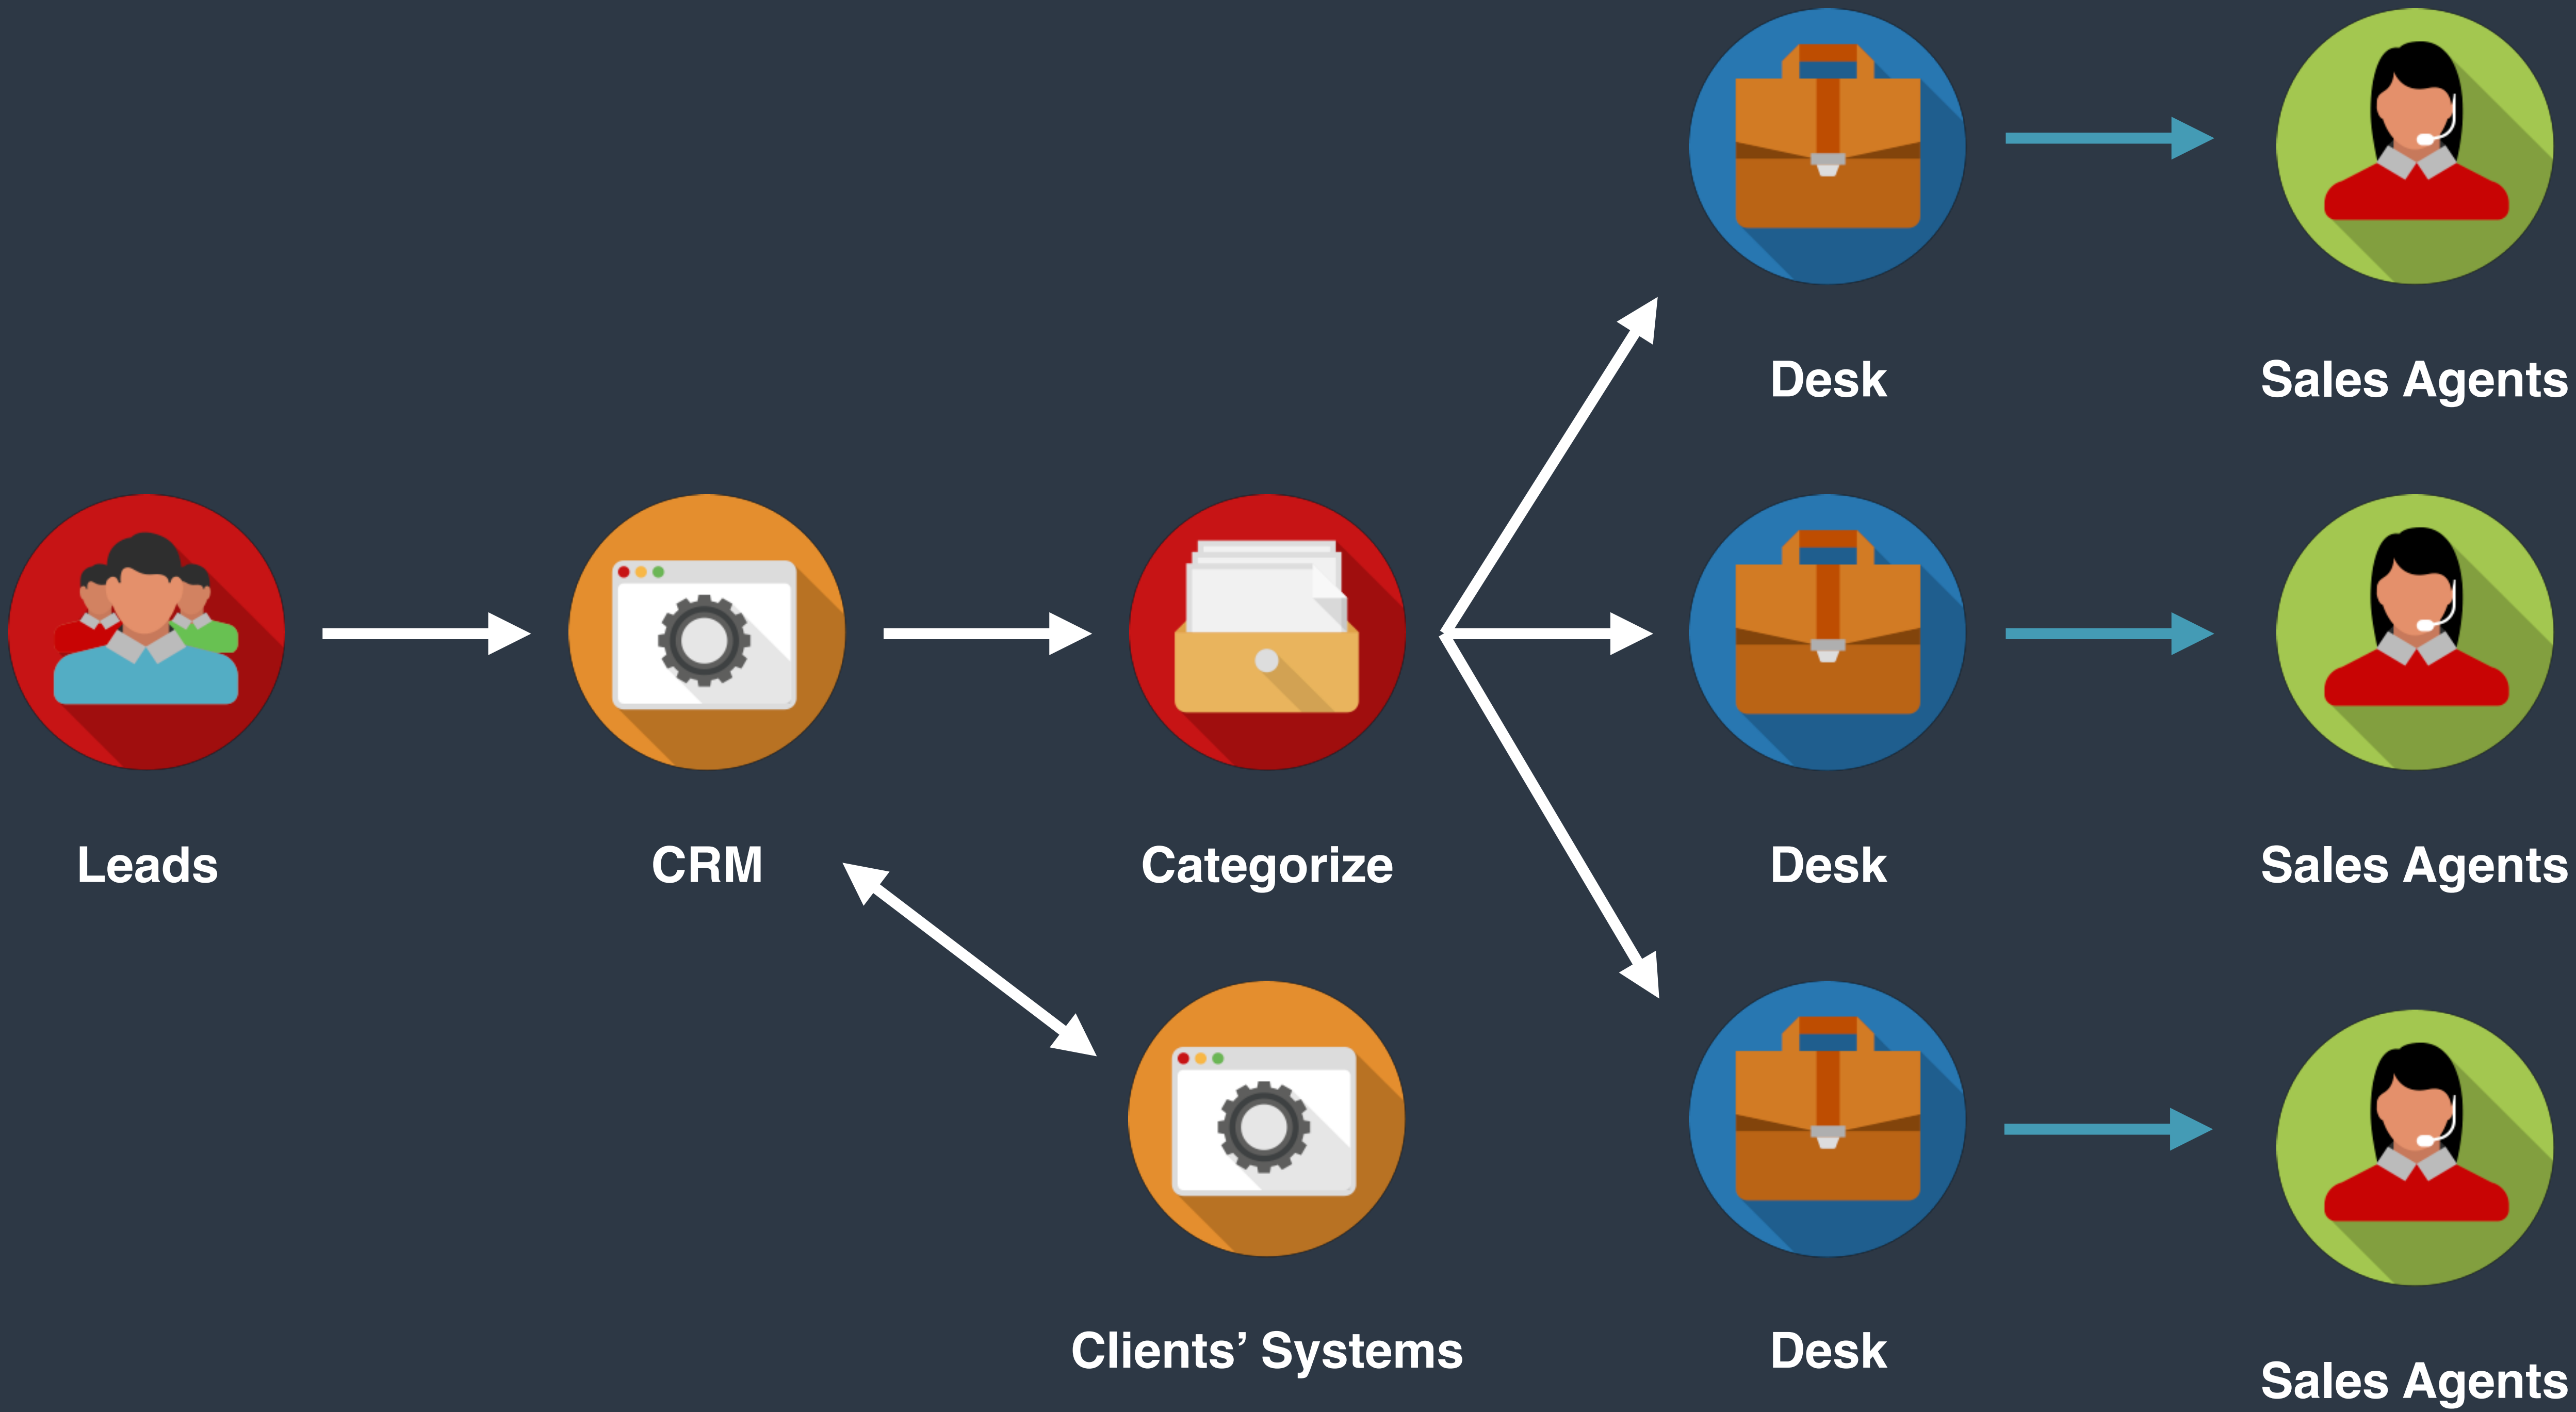 Desk
Sales Agents
Leads
CRM
Categorize
Desk
Sales Agents
Clients’ Systems
Desk
Sales Agents